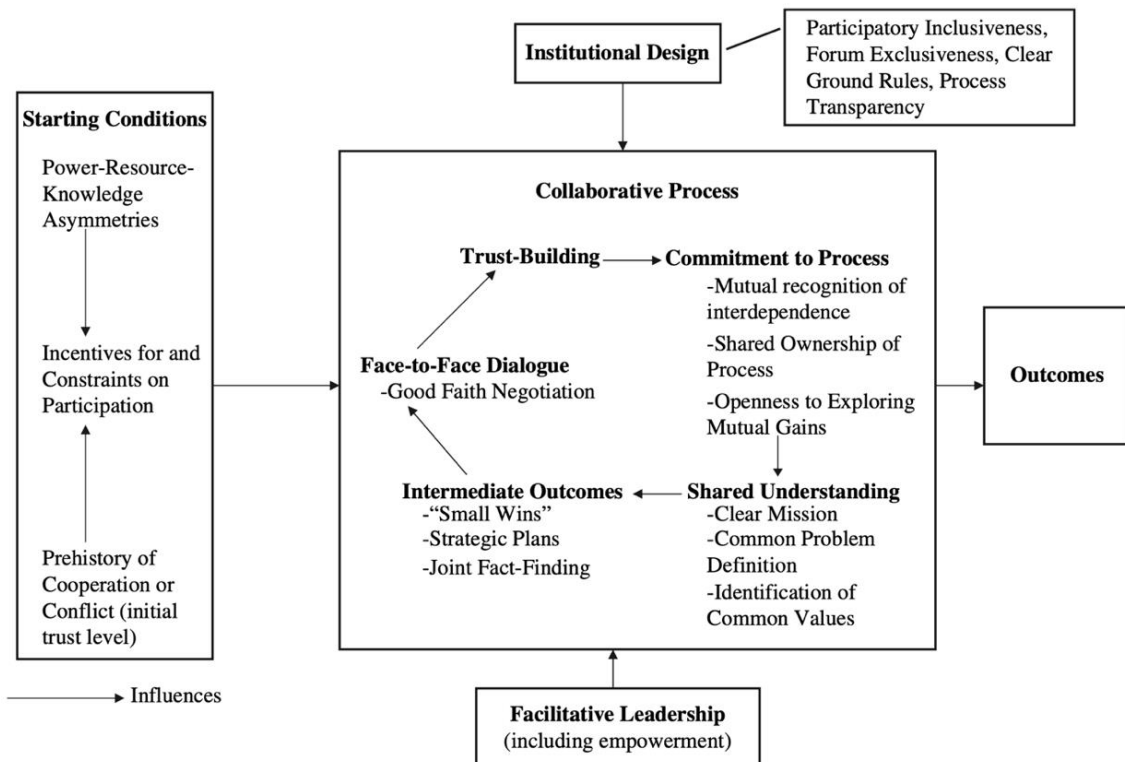 Institutional Design
Participatory Inclusiveness,
Forum Exclusiveness, Clear
Ground Rules, Process
Transparency
Starting Conditions
Power-Resource-
Knowledge
Asymmetries
Incentives for and
Constraints on
Participation
Prehistory of
Cooperation or
Conflict (initial
trust level)
Influences
Collaborative Process
Trust-Building
Commitment to Process
-Mutual recognition of
interdependence
-Shared Ownership of
Process
-Openness to Exploring
Mutual Gains
Face-to-Face Dialogue
-Good Faith Negotiation
Intermediate Outcomes
-“Small Wins”
-Strategic Plans
-Joint Fact-Finding
Shared Understanding
-Clear Mission
-Common Problem
Definition
-Identification of
Common Values
Outcomes
Facilitative Leadership
(including empowerment)